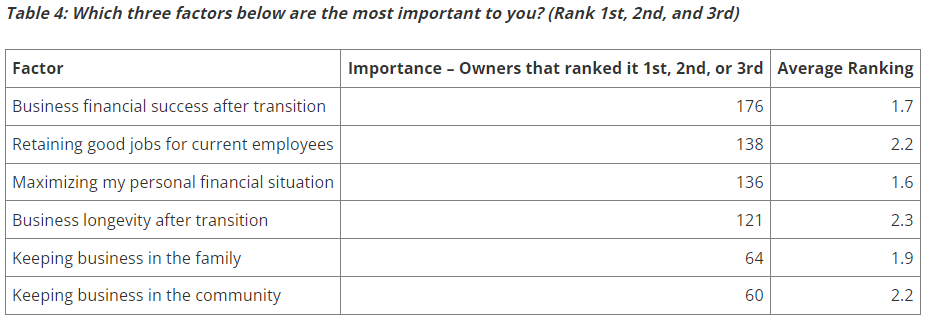 Table 4: Which three factors below are the most important to you? (Rank 1st, 2nd, and 3rd)
Factor Importance – Owners that ranked it 1st, 2nd, or 3rd Average Ranking
Business financial success after transition 176 1.7
Retaining good jobs for current employees 138 2.2
Maximizing my personal financial situation 136 1.6
Business longevity after transition 121 2.3
Keeping business in the family 64 1.9
Keeping business in the community 60 2.2